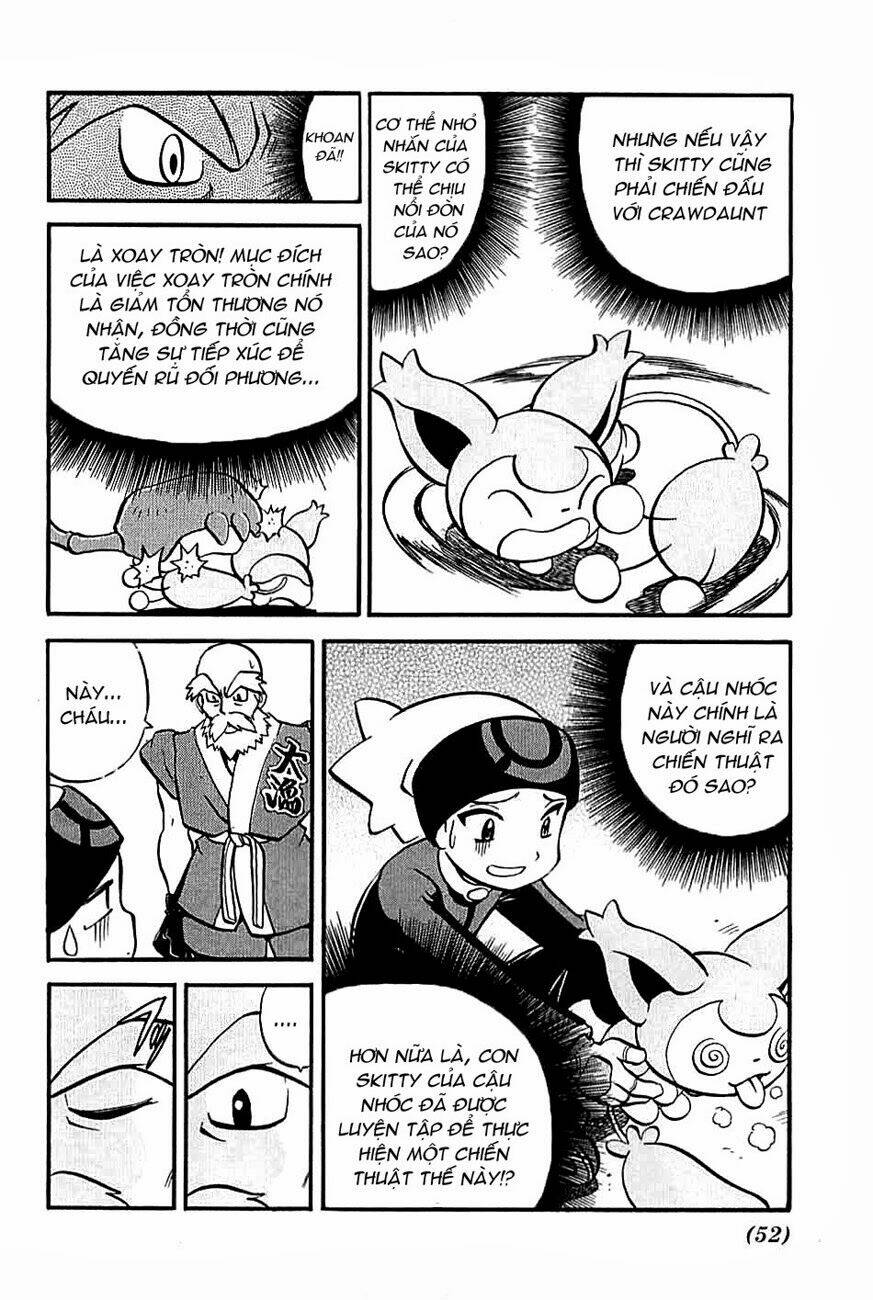 NHƯNG NẾU VẬY
THÌ SKITTY CŨNG
PHẢI CHIẾN ĐẤU
VỚI CRAWDAUNT
CƠ THỂ NHỎ
NHẮN CỦA
SKITTY CÓ
THỂ CHỊU
NỔI ĐÒN
CỦA NÓ
SAO?
KHOAN
ĐÃ!!
LÀ XOAY TRÒN! MỤC ĐÍCH
CỦA VIỆC XOAY TRÒN CHÍNH
LÀ GIẢM TỔN THƯƠNG NÓ
NHẬN, ĐỒNG THỜI CŨNG
TĂNG SỰ TIẾP XÚC ĐỂ
QUYẾN RŨ ĐỐI PHƯƠNG...
VÀ CẬU NHÓC
NÀY CHÍNH LÀ
NGƯỜI NGHĨ RA
CHIẾN THUẬT
ĐÓ SAO?
HƠN NỮA LÀ, CON
SKITTY CỦA CẬU
NHÓC ĐÃ ĐƯỢC
LUYỆN TẬP ĐỂ THỰC
HIỆN MỘT CHIẾN
THUẬT THẾ NÀY!?
NÀY...
CHÁU...
大漁
....
(52)